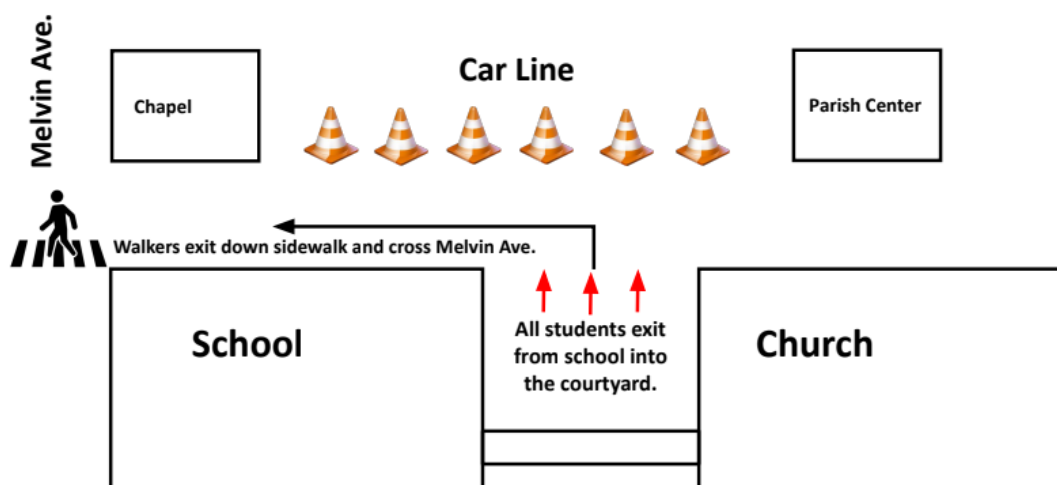 Melvin Ave.
Chapel
Car Line
Parish Center
Walkers exit down sidewalk and cross Melvin Ave.
School
All students exit
from school into
the courtyard.
Church